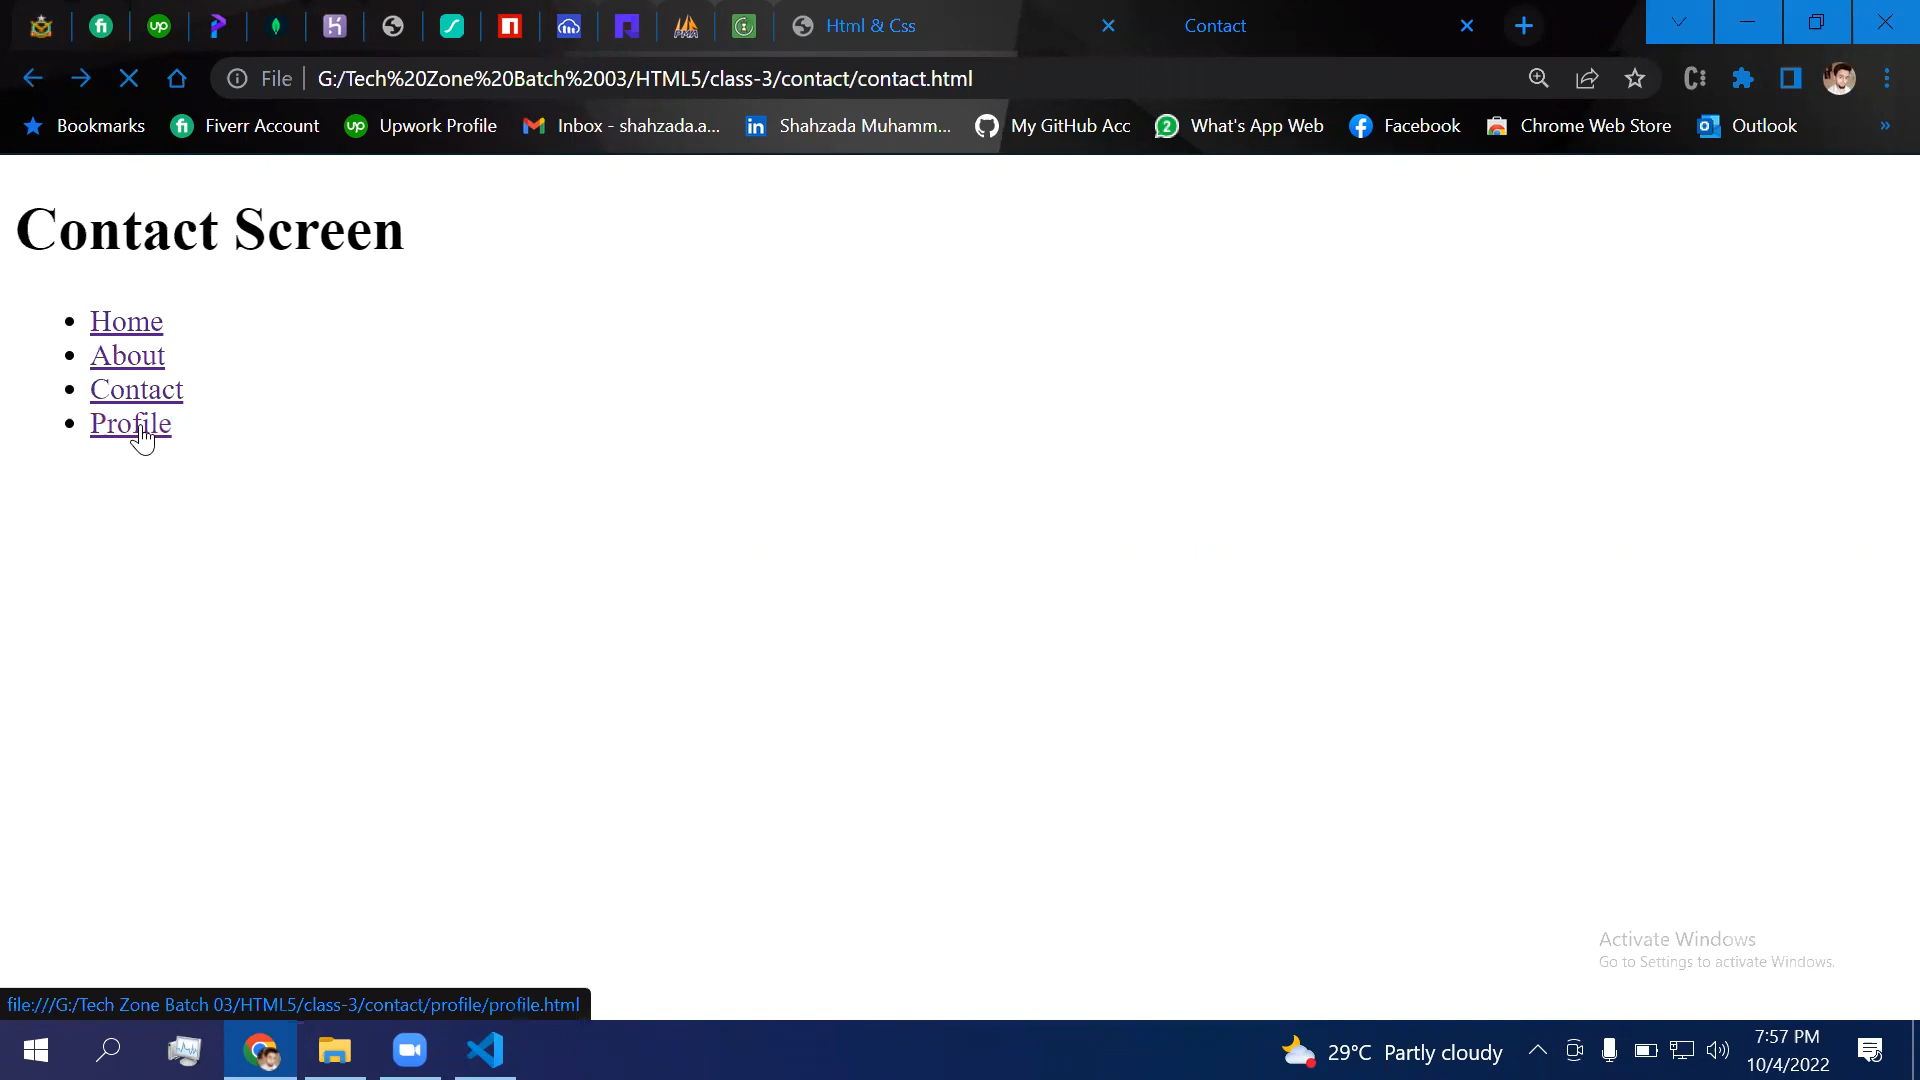 Html & Css
Contact
File
G:/Tech%20Zone%20Batch%2003/HTML5/class-3/contact/contact.html
Bookmarks
Fiverr Account
Upwork Profile
Inbox - shahzada.a...
Shahzada Muhamm...
My GitHub Acc
What's App Web
Facebook
Chrome Web Store
Outlook
»
Contact Screen
• Home
• About
• Contact
• Profile
Activate Windows
Go to Settings to activate Windows.
file:///G:/Tech Zone Batch 03/HTML5/class-3/contact/profile/profile.html
29°C Partly cloudy
7:57 PM
10/4/2022